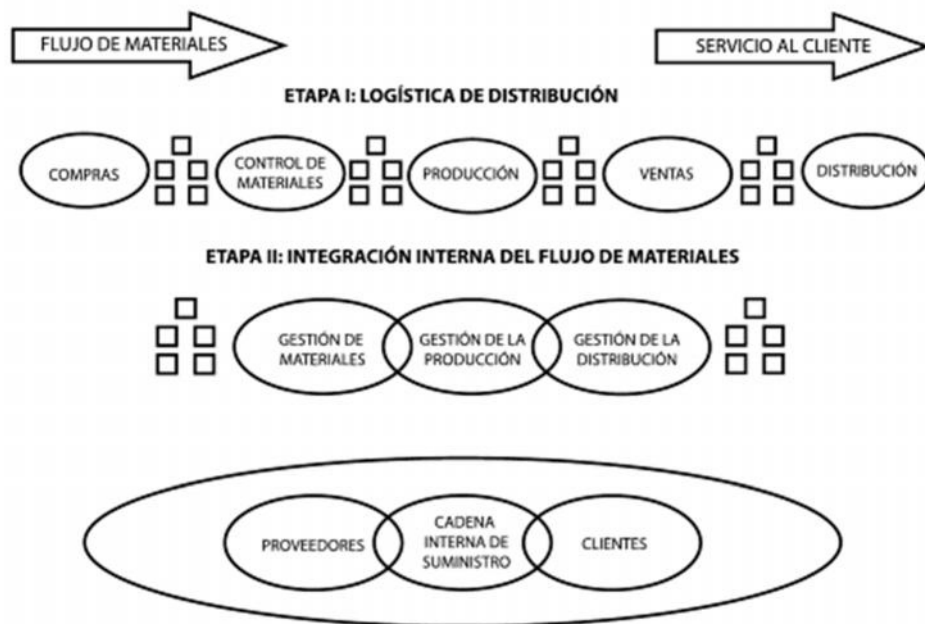 FLUJO DE MATERIALES
SERVICIO AL CLIENTE
ETAPA I: LOGÍSTICA DE DISTRIBUCIÓN
COMPRAS
CONTROL DE
MATERIALES
PRODUCCIÓN
VENTAS
DISTRIBUCIÓN
ETAPA II: INTEGRACIÓN INTERNA DEL FLUJO DE MATERIALES
GESTIÓN DE
MATERIALES
GESTIÓN DE LA
PRODUCCIÓN
GESTIÓN DE LA
DISTRIBUCIÓN
PROVEEDORES
CADENA
INTERNA DE
SUMINISTRO
CLIENTES